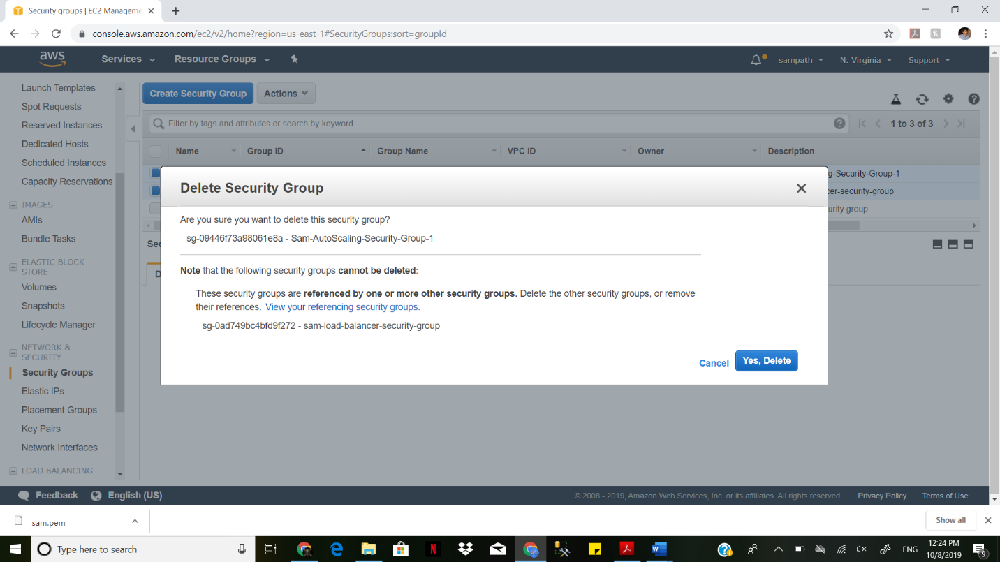 Security groups | EC2 Manageme
console.aws.amazon.com/ec2/v2/home?region=us-east-1#SecurityGroups:sort=groupId
aws
Services
Resource Groups
sampath
N. Virginia
Support
Launch Templates
Spot Requests
Reserved Instances
Dedicated Hosts
Scheduled Instances
Capacity Reservations
IMAGES
AMIs
Bundle Tasks
ELASTIC BLOCK
STORE
Volumes
Snapshots
Lifecycle Manager
NETWORK &
SECURITY
Security Groups
Elastic IPs
Placement Groups
Key Pairs
Network Interfaces
LOAD BALANCING
Create Security Group
Actions
Filter by tags and attributes or search by keyword
1 to 3 of 3
Name
Group ID
Group Name
VPC ID
Owner
Description
g-Security-Group-1
cer-security-group
urity group
Sec
D
Delete Security Group
Are you sure you want to delete this security group?
sg-09446f73a98061e8a - Sam-AutoScaling-Security-Group-1
Note that the following security groups cannot be deleted:
These security groups are referenced by one or more other security groups. Delete the other security groups, or remove
their references. View your referencing security groups.
sg-0ad749bc4bfd9f272 - sam-load-balancer-security-group
Cancel
Yes, Delete
Feedback
English (US)
© 2008 - 2019, Amazon Web Services, Inc. or its affiliates. All rights reserved.
Privacy Policy
Terms of Use
sam.pem
Show all
Type here to search
ENG
12:24 PM
10/8/2019
9